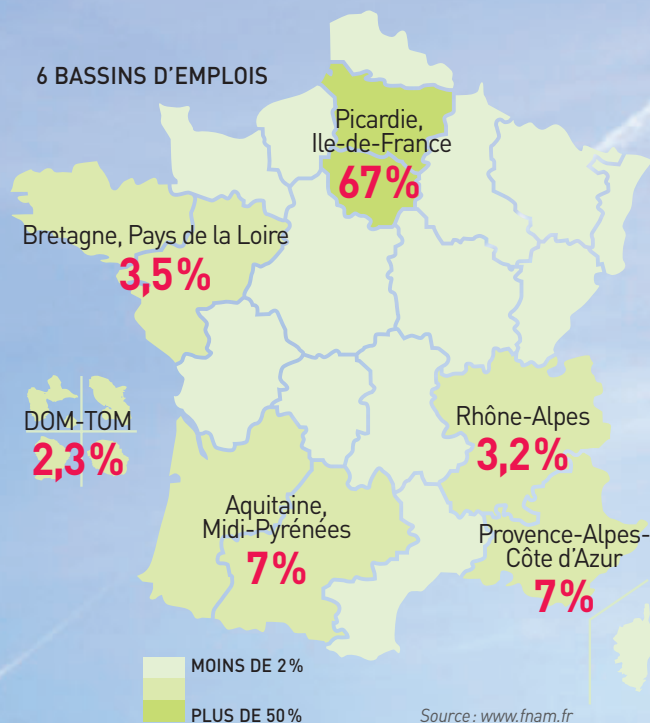 6 BASSINS D'EMPLOIS
Picardie,
Ile-de-France
67%
Bretagne, Pays de la Loire
3,5%
DOM-TOM
2,3%
Rhône-Alpes
3,2%
Aquitaine,
Midi-Pyrénées
7%
Provence-Alpes-
Côte d'Azur
7%
MOINS DE 2%
PLUS DE 50%
Source : www.fnam.fr